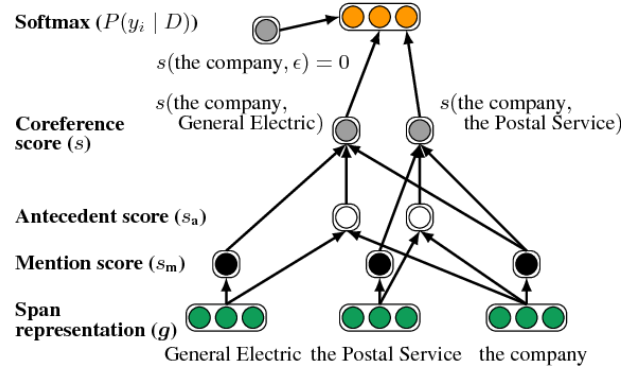 Softmax (P(y_i | D))
s(the company, ϵ) = 0
s(the company,
General Electric)
s(the company,
the Postal Service)
Coreference
score (s)
Antecedent score (s_a)
Mention score (s_m)
Span
representation (g)
General Electric the Postal Service the company